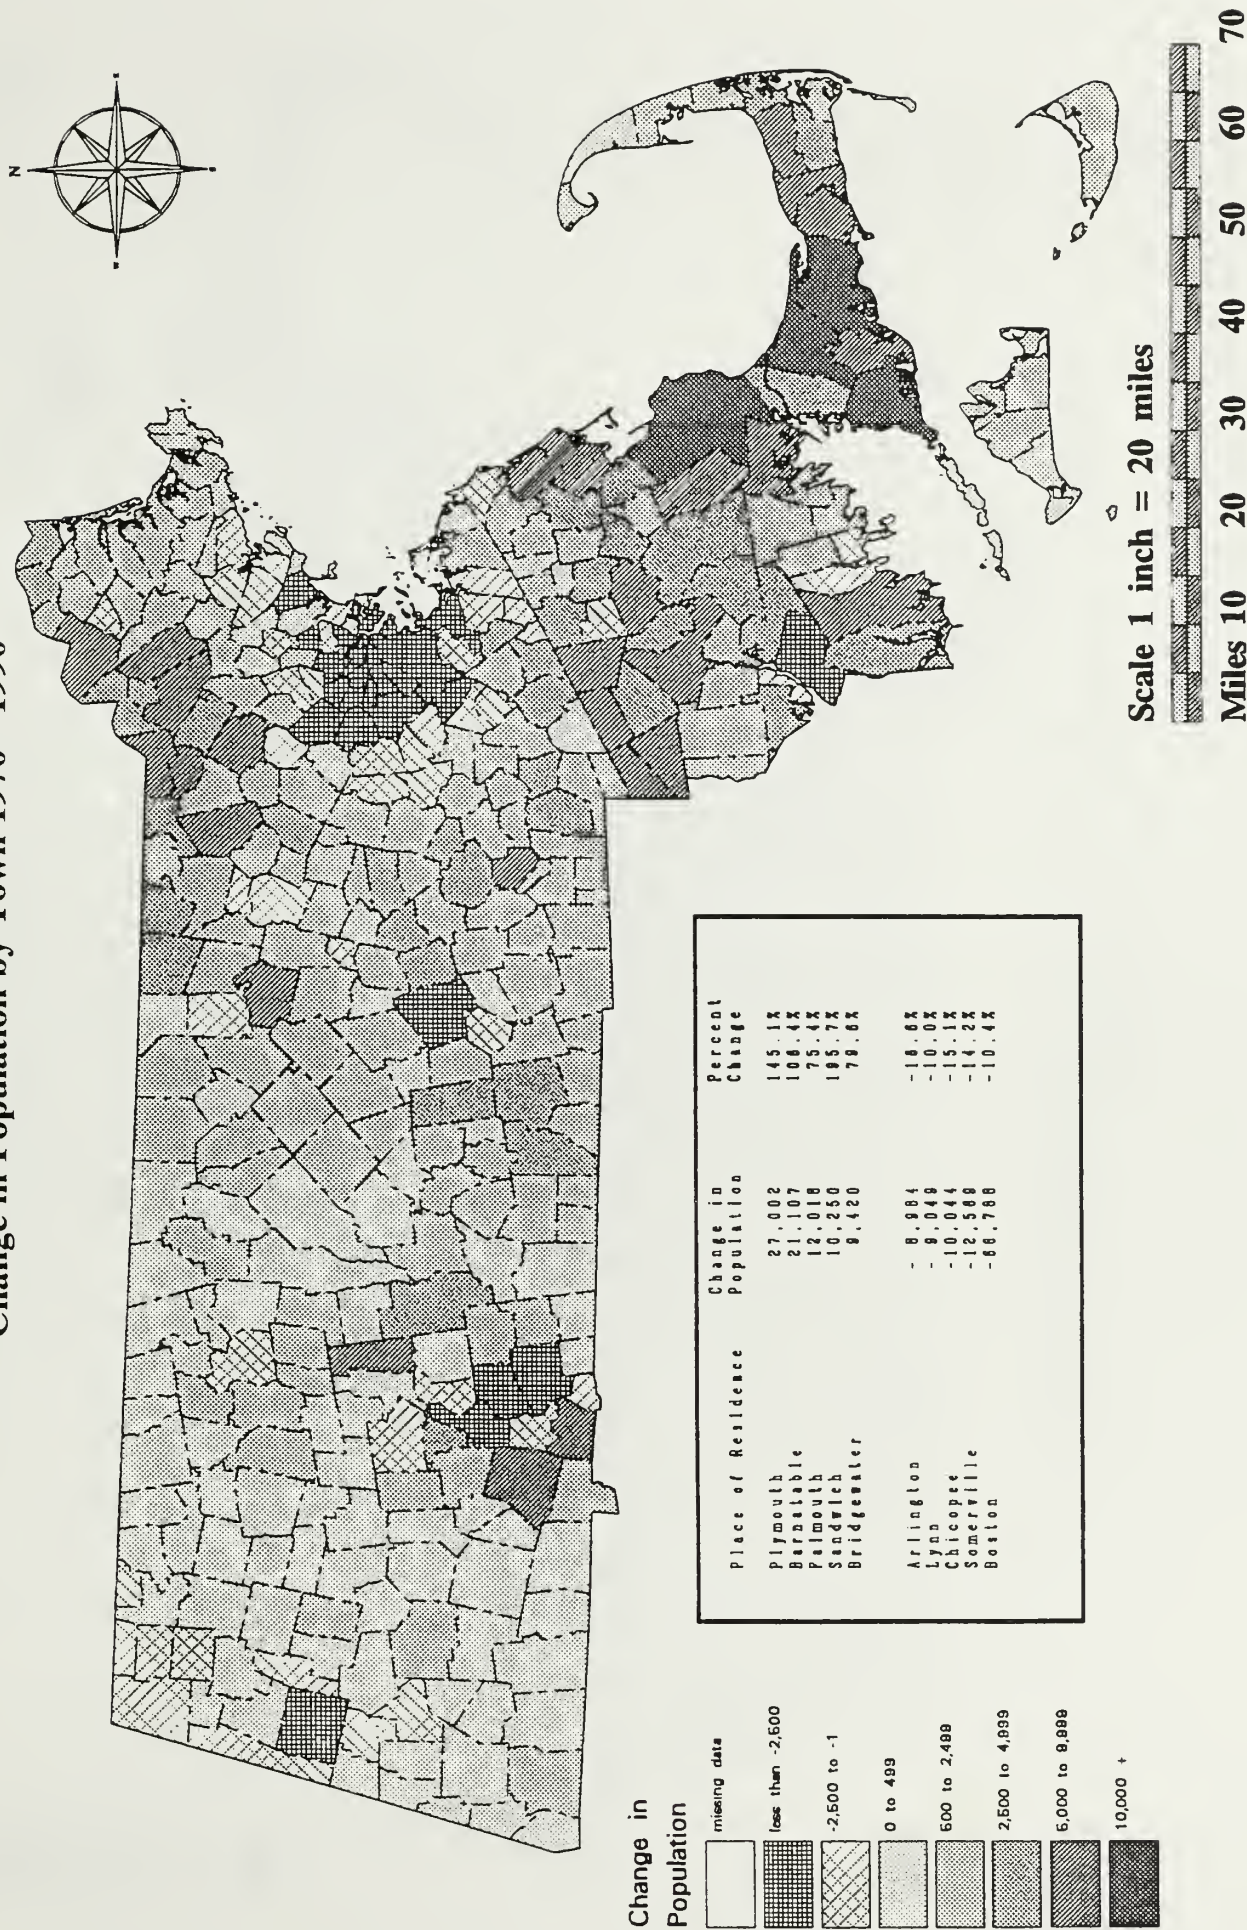 Change in Population by Town 1970 - 1990
N
Scale 1 inch = 20 miles
Miles 10 20 30 40 50 60 70
Change in
Population
missing data
less than -2,500
-2,500 to -1
0 to 499
500 to 2,499
2,500 to 4,999
5,000 to 9,999
10,000 +
Place of Residence Change in Population Percent Change
Plymouth 27,002 145.1%
Barnstable 21,107 106.4%
Falmouth 12,018 75.4%
Sandwich 10,250 195.7%
Bridgewater 9,420 79.6%
Arlington - 8,984 -16.6%
Lynn - 9,049 -10.0%
Chicopee -10,044 -15.1%
Somerville -12,569 -14.2%
Boston -66,788 -10.4%